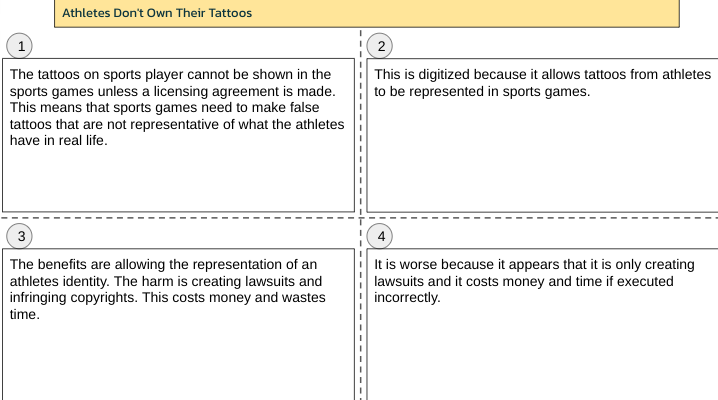 Athletes Don't Own Their Tattoos
1
The tattoos on sports player cannot be shown in the
sports games unless a licensing agreement is made.
This means that sports games need to make false
tattoos that are not representative of what the athletes
have in real life.
2
This is digitized because it allows tattoos from athletes
to be represented in sports games.
3
The benefits are allowing the representation of an
athletes identity. The harm is creating lawsuits and
infringing copyrights. This costs money and wastes
time.
4
It is worse because it appears that it is only creating
lawsuits and it costs money and time if executed
incorrectly.